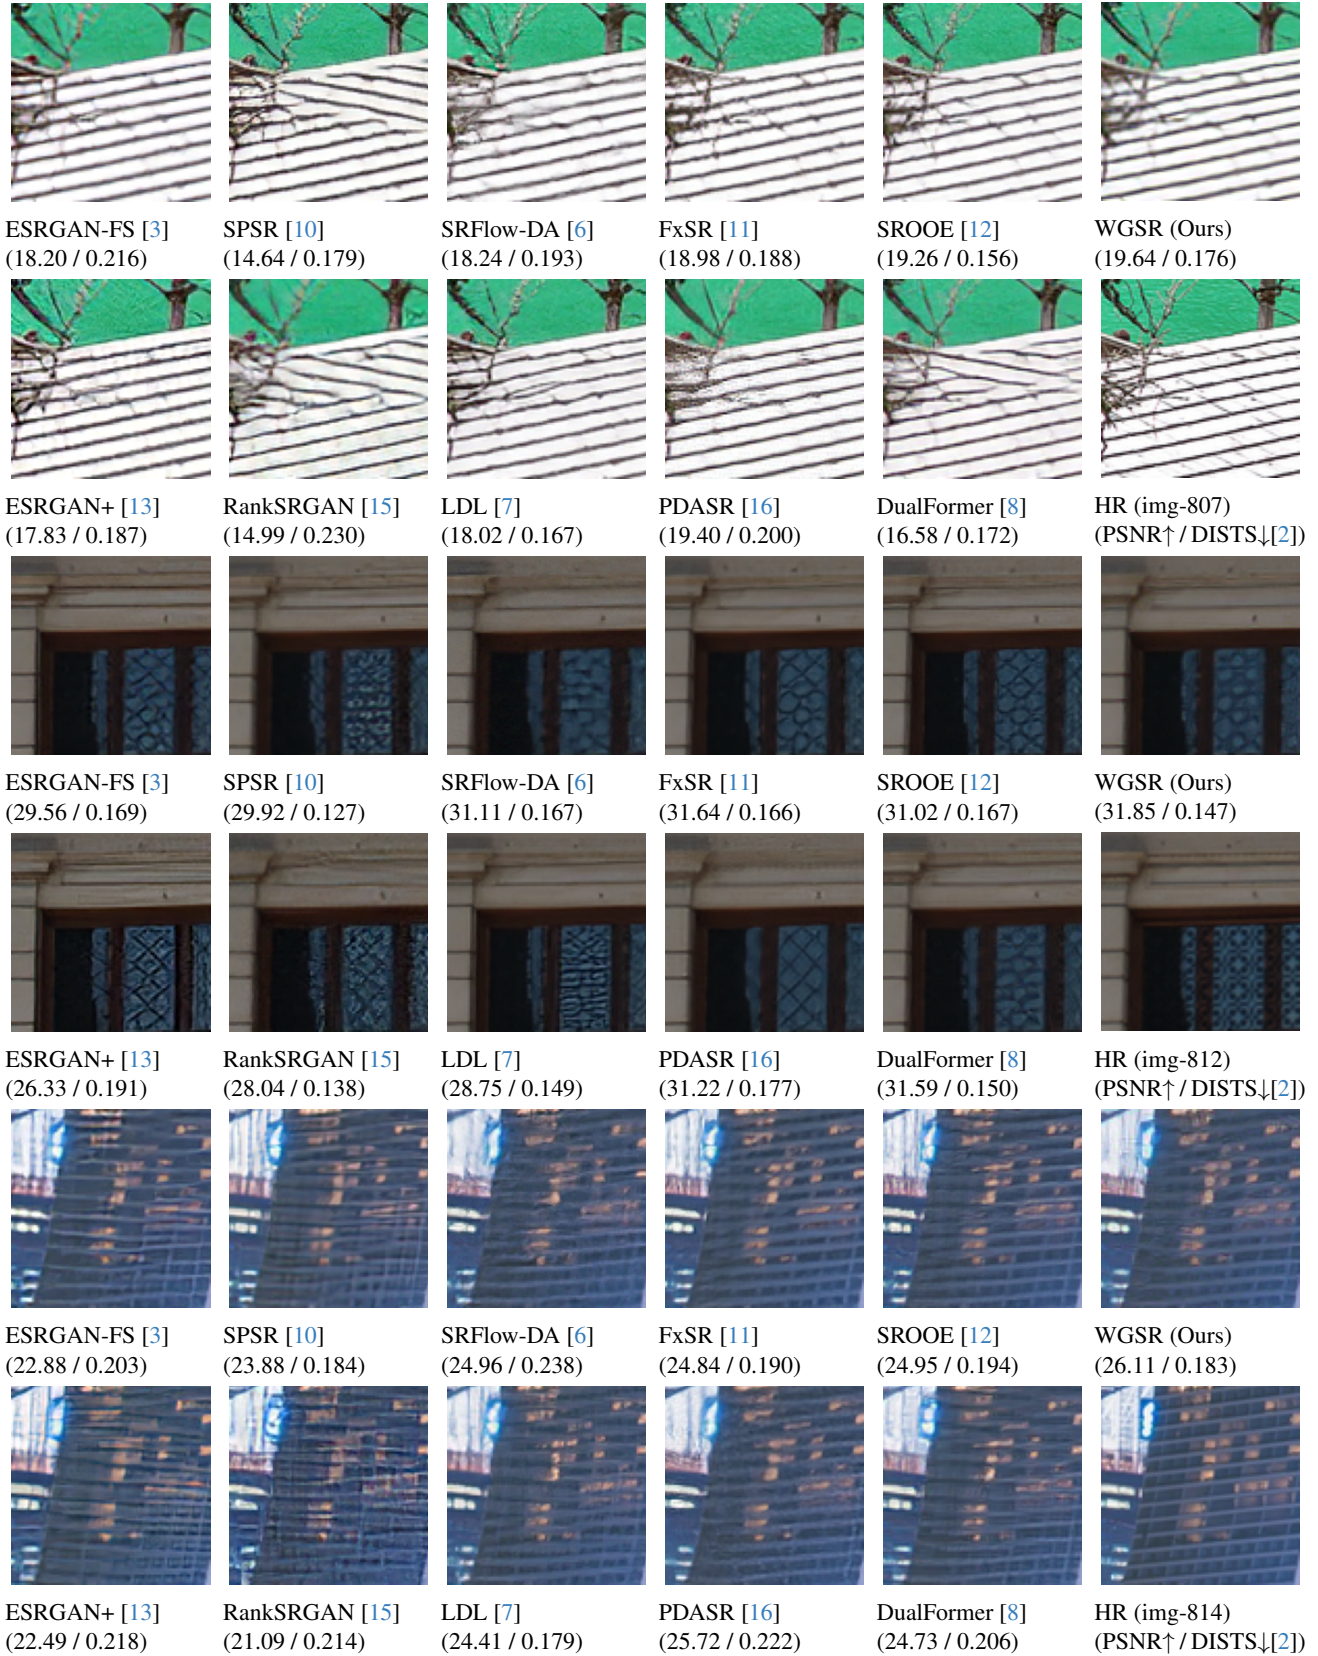 ESRGAN-FS [3] SPSR [10] SRFlow-DA [6] FxSR [11] SROOE [12] WGSR (Ours)
(18.20 / 0.216) (14.64 / 0.179) (18.24 / 0.193) (18.98 / 0.188) (19.26 / 0.156) (19.64 / 0.176)
ESRGAN+ [13] RankSRGAN [15] LDL [7] PDASR [16] DualFormer [8] HR (img-807)
(17.83 / 0.187) (14.99 / 0.230) (18.02 / 0.167) (19.40 / 0.200) (16.58 / 0.172) (PSNR↑ / DISTS↓[2])
ESRGAN-FS [3] SPSR [10] SRFlow-DA [6] FxSR [11] SROOE [12] WGSR (Ours)
(29.56 / 0.169) (29.92 / 0.127) (31.11 / 0.167) (31.64 / 0.166) (31.02 / 0.167) (31.85 / 0.147)
ESRGAN+ [13] RankSRGAN [15] LDL [7] PDASR [16] DualFormer [8] HR (img-812)
(26.33 / 0.191) (28.04 / 0.138) (28.75 / 0.149) (31.22 / 0.177) (31.59 / 0.150) (PSNR↑ / DISTS↓[2])
ESRGAN-FS [3] SPSR [10] SRFlow-DA [6] FxSR [11] SROOE [12] WGSR (Ours)
(22.88 / 0.203) (23.88 / 0.184) (24.96 / 0.238) (24.84 / 0.190) (24.95 / 0.194) (26.11 / 0.183)
ESRGAN+ [13] RankSRGAN [15] LDL [7] PDASR [16] DualFormer [8] HR (img-814)
(22.49 / 0.218) (21.09 / 0.214) (24.41 / 0.179) (25.72 / 0.222) (24.73 / 0.206) (PSNR↑ / DISTS↓[2])